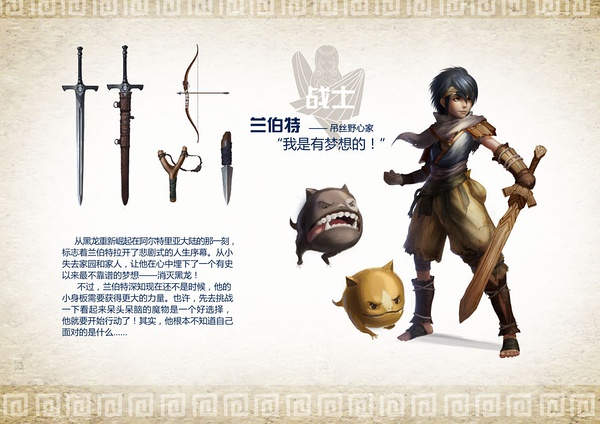 战士
兰伯特 —— 吊丝野心家
“我是有梦想的！”
从黑龙重新崛起在阿尔特里亚大陆的那一刻，
标志着兰伯特拉开了悲剧式的人生序幕。从小
失去家园和家人，让他在心中埋下了一个有史
以来最不靠谱的梦想——消灭黑龙！
不过，兰伯特深知现在还不是时候，他的
小身板需要获得更大的力量。也许，先去挑战
一下看起来呆头呆脑的魔物是一个好选择，
他就要开始行动了！其实，他根本不知道自己
面对的是什么……